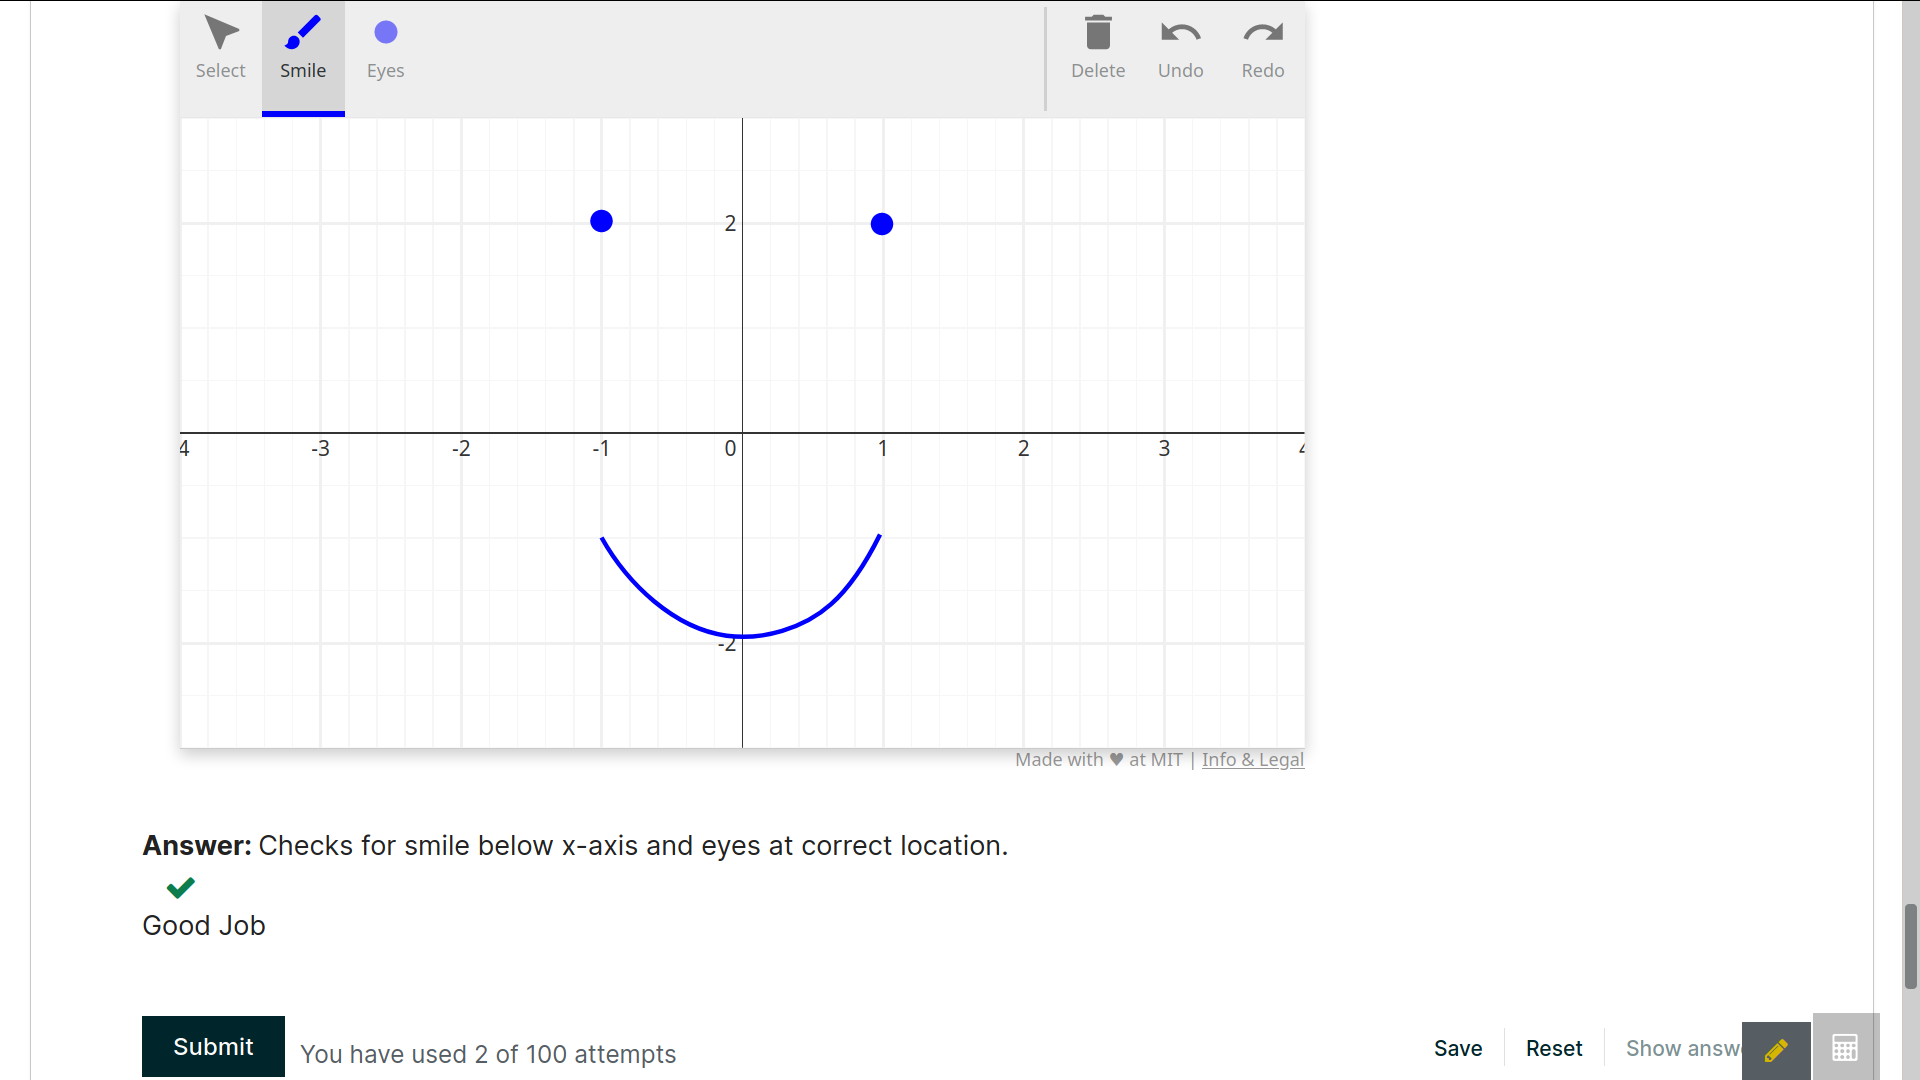 Select Smile Eyes Delete Undo Redo
2
4 -3 -2 -1 0 1 2 3 4
-2
Made with ♥ at MIT | Info & Legal
Answer: Checks for smile below x-axis and eyes at correct location.
Good Job
Submit You have used 2 of 100 attempts Save Reset Show answ